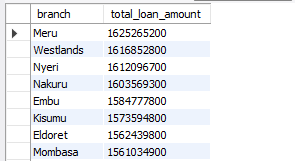 branch total_loan_amount
Meru 1625265200
Westlands 1616852800
Nyeri 1612096700
Nakuru 1603569300
Embu 1584777800
Kisumu 1573594800
Eldoret 1562439800
Mombasa 1561034900